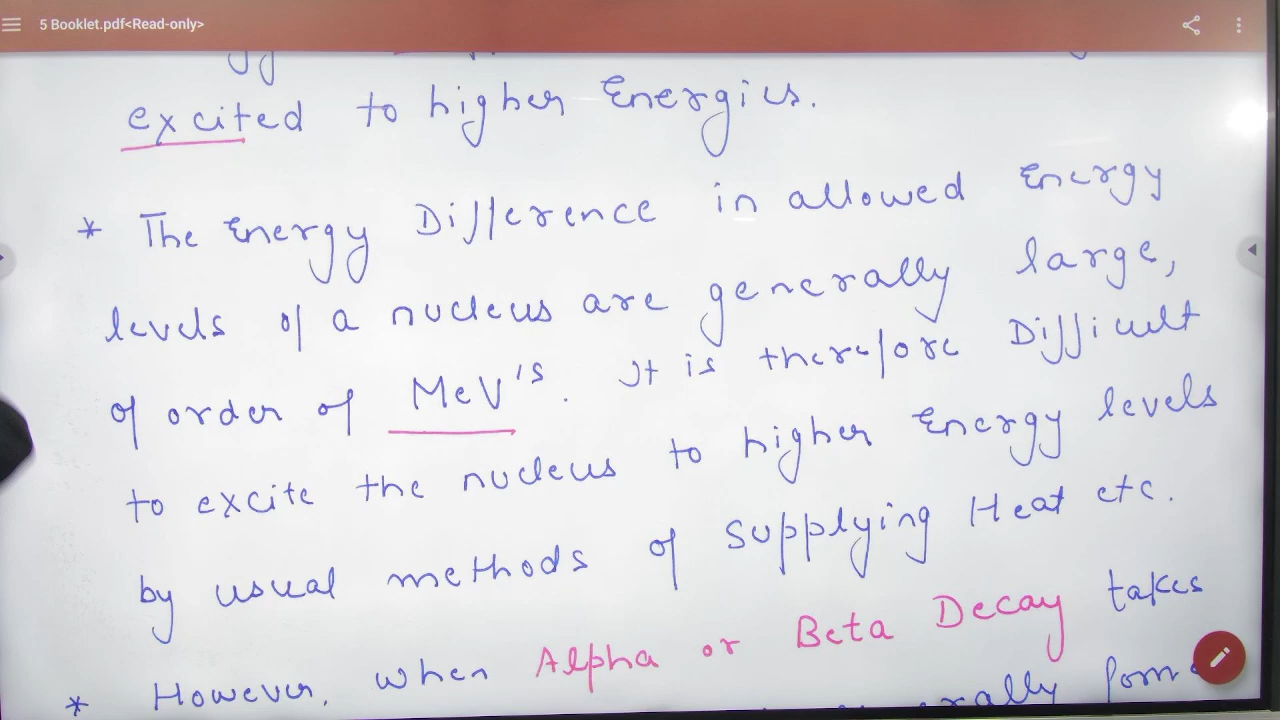 5 Booklet.pdf<Read-only>
excited to higher Energies.
* The Energy Difference in allowed Energy
levels of a nucleus are generally large,
of order of MeV's. It is therefore Difficult
to excite the nucleus to higher Energy levels
by usual methods of supplying Heat etc.
* However, when Alpha or Beta Decay takes